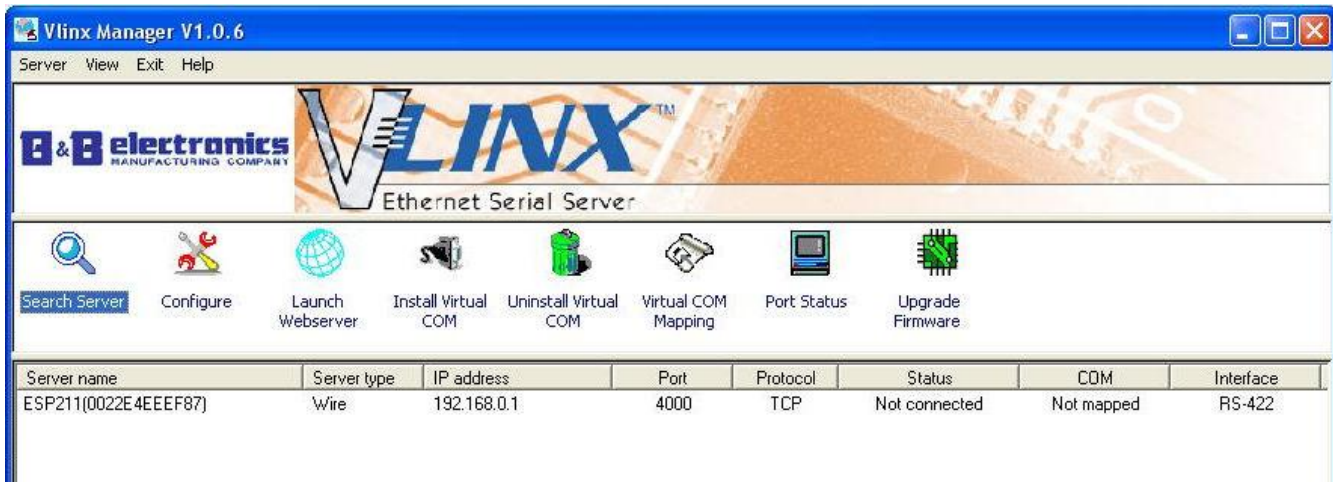 Vlinx Manager V1.0.6
Server View Exit Help
B&B electronics
MANUFACTURING COMPANY
VLINX™
Ethernet Serial Server
Search Server
Configure
Launch
Webserver
Install Virtual
COM
Uninstall Virtual
COM
Virtual COM
Mapping
Port Status
Upgrade
Firmware
Server name Server type IP address Port Protocol Status COM Interface
ESP211(0022E4EEEF87) Wire 192.168.0.1 4000 TCP Not connected Not mapped RS-422